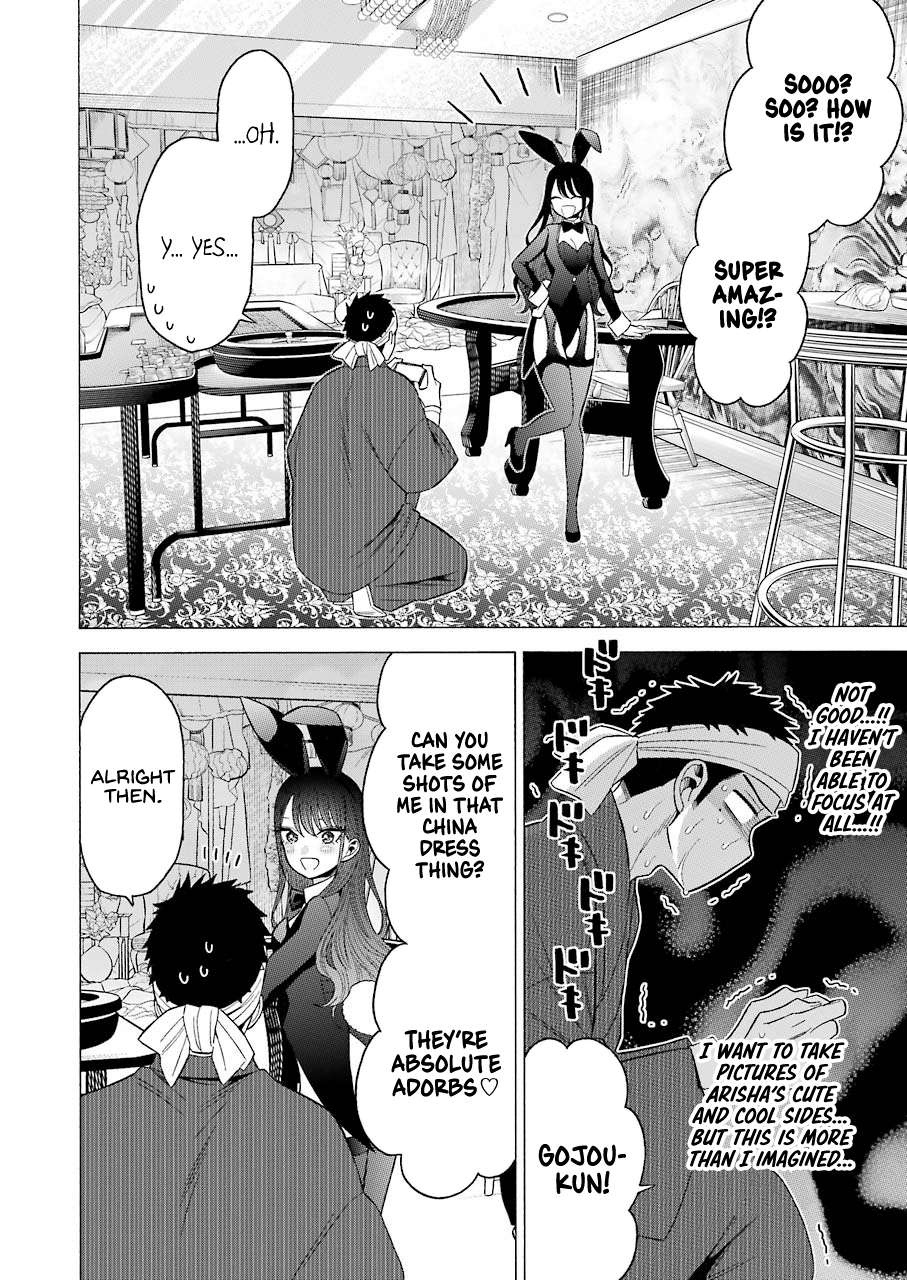 SOOO?
SOO? HOW
IS IT!?
SUPER
AMAZ-
ING!?
...OH.
Y... YES...
NOT
GOOD...!!
I HAVEN'T
BEEN
ABLE TO
FOCUS AT
ALL...!!
ドキ
ドキ
ドキ
I WANT TO TAKE
PICTURES OF
ARISHA'S CUTE
AND COOL SIDES...
BUT THIS IS MORE
THAN I IMAGINED...
GOJOU-
KUN!
CAN YOU
TAKE SOME
SHOTS OF
ME IN THAT
CHINA
DRESS
THING?
THEY'RE
ABSOLUTE
ADORBS♡
ALRIGHT
THEN.